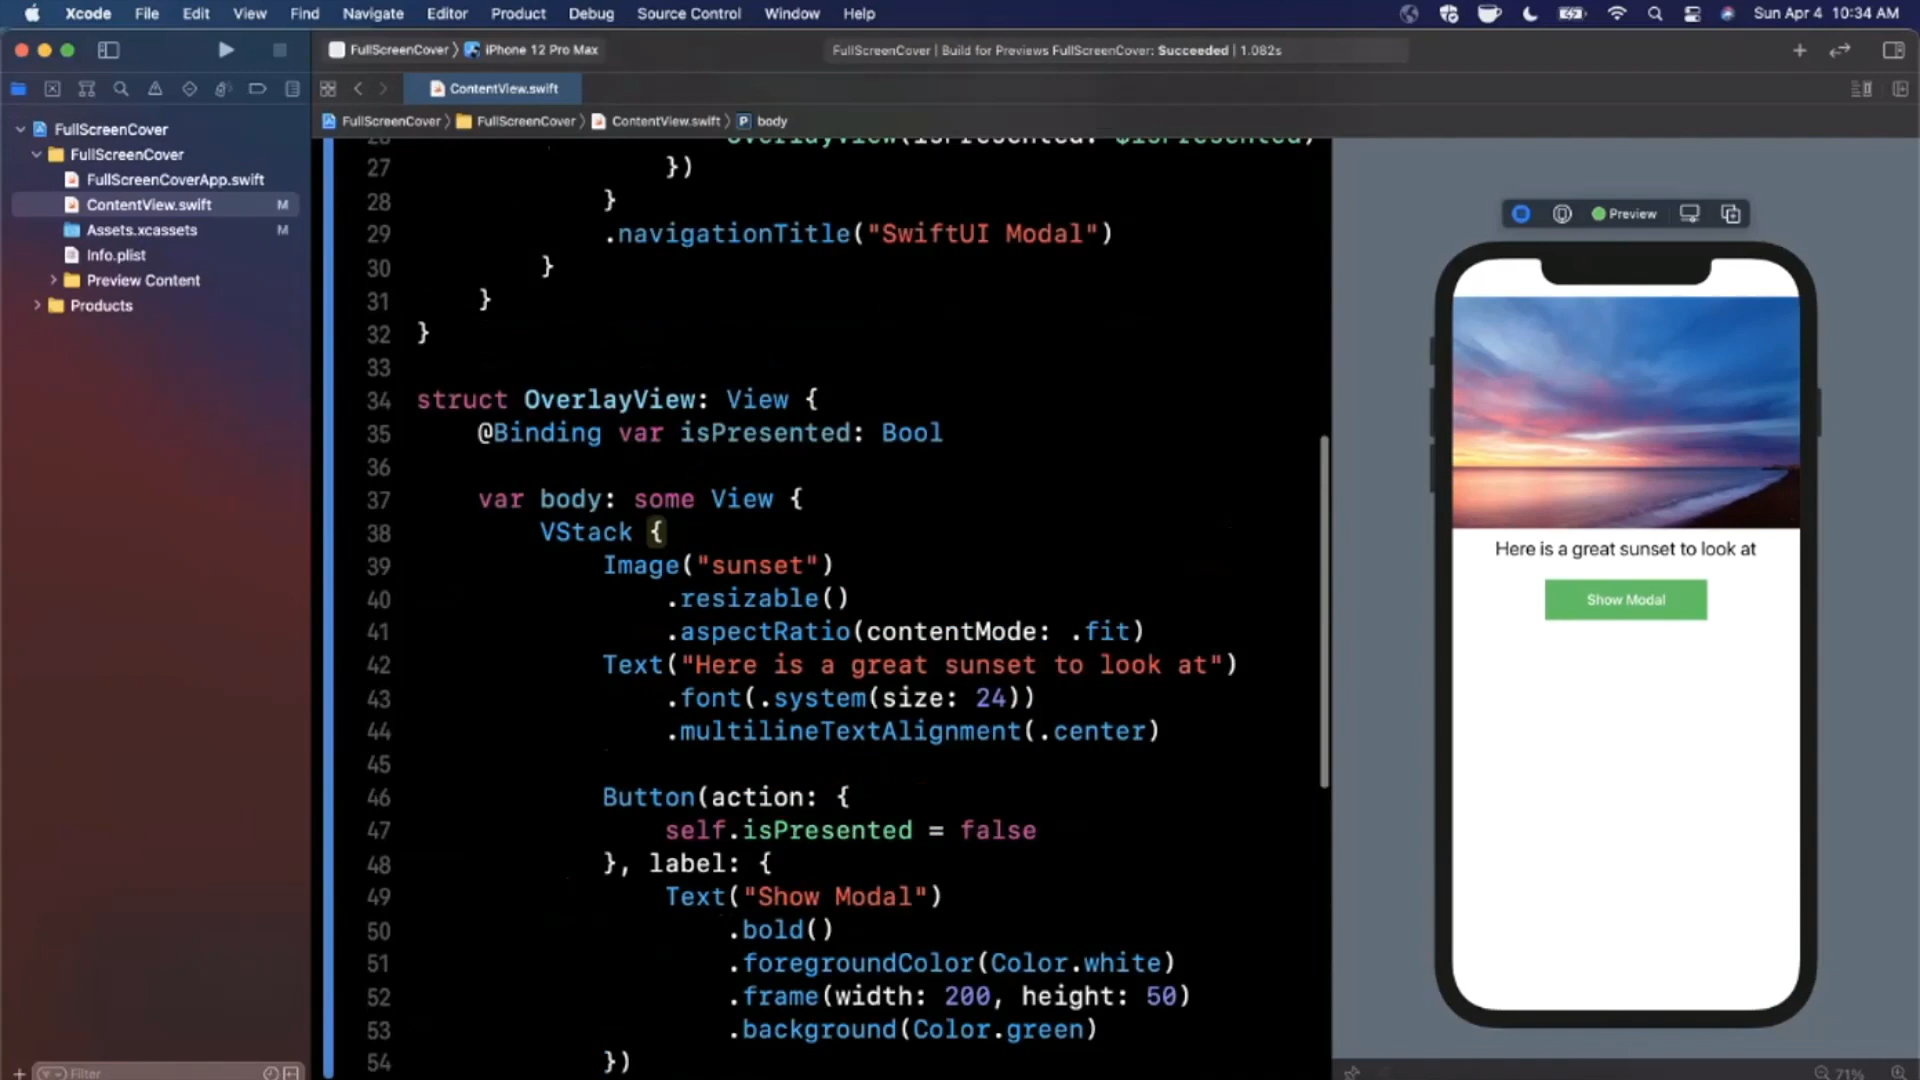 Xcode File Edit View Find Navigate Editor Product Debug Source Control Window Help Sun Apr 4 10:34 AM
FullScreenCover iPhone 12 Pro Max FullScreenCover | Build for Previews FullScreenCover: Succeeded | 1.082s
ContentView.swift
FullScreenCover FullScreenCover ContentView.swift P body
FullScreenCover
FullScreenCover
FullScreenCoverApp.swift
ContentView.swift M
Assets.xcassets M
Info.plist
Preview Content
Products
Filter
26 OverlayView(isPresented: $isPresented)
27 })
28 }
29 .navigationTitle("SwiftUI Modal")
30 }
31 }
32 }
33
34 struct OverlayView: View {
35 @Binding var isPresented: Bool
36
37 var body: some View {
38 VStack {
39 Image("sunset")
40 .resizable()
41 .aspectRatio(contentMode: .fit)
42 Text("Here is a great sunset to look at")
43 .font(.system(size: 24))
44 .multilineTextAlignment(.center)
45
46 Button(action: {
47 self.isPresented = false
48 }, label: {
49 Text("Show Modal")
50 .bold()
51 .foregroundColor(Color.white)
52 .frame(width: 200, height: 50)
53 .background(Color.green)
54 })
Preview
Here is a great sunset to look at
Show Modal
71%